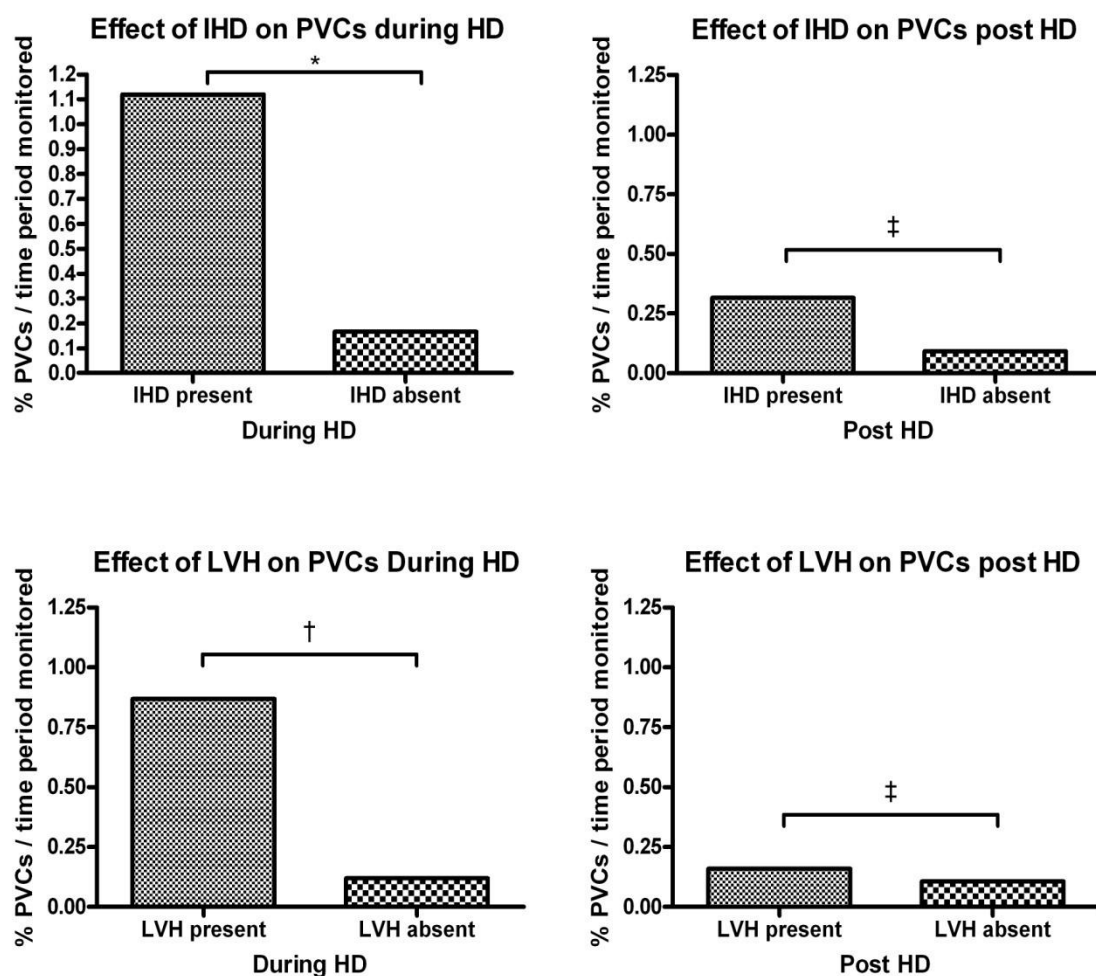 Effect of IHD on PVCs during HD
% PVCs / time period monitored
1.2
1.1
1.0
0.9
0.8
0.7
0.6
0.5
0.4
0.3
0.2
0.1
0.0
*
IHD present
IHD absent
During HD
Effect of IHD on PVCs post HD
% PVCs / time period monitored
1.25
1.00
0.75
0.50
0.25
0.00
‡
IHD present
IHD absent
Post HD
Effect of LVH on PVCs During HD
% PVCs / time period monitored
1.25
1.00
0.75
0.50
0.25
0.00
†
LVH present
LVH absent
During HD
Effect of LVH on PVCs post HD
% PVCs / time period monitored
1.25
1.00
0.75
0.50
0.25
0.00
‡
LVH present
LVH absent
Post HD